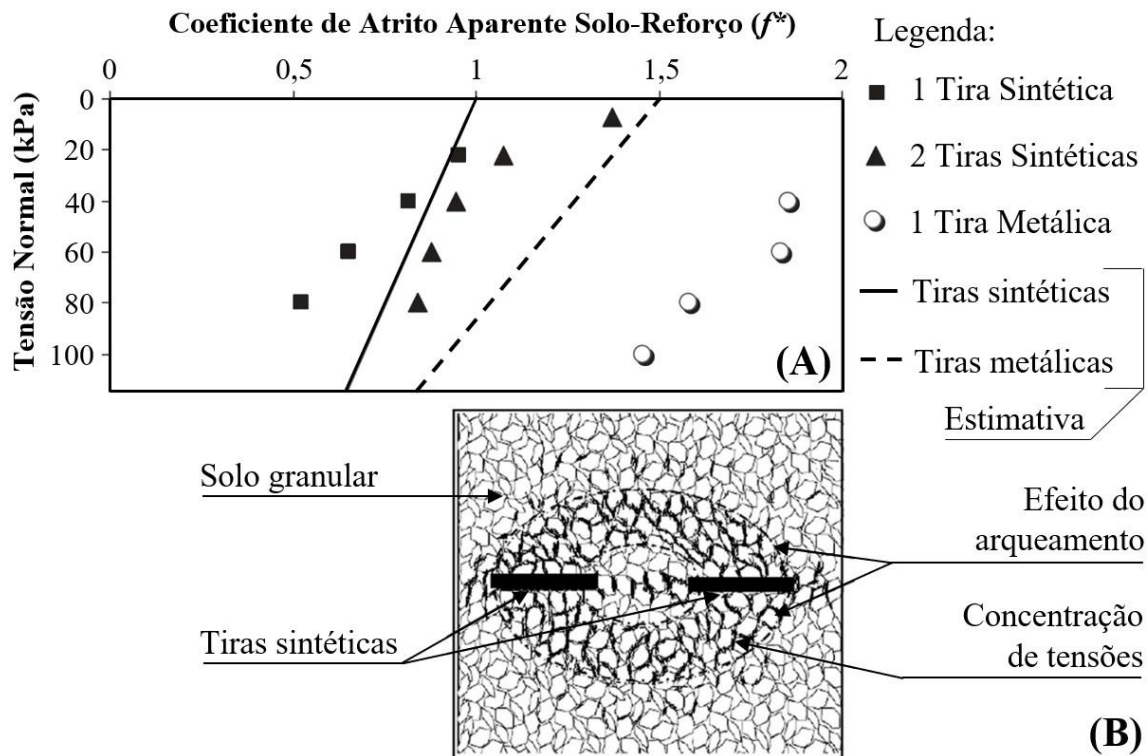 Coeficiente de Atrito Aparente Solo-Reforço (f*)
0 0,5 1 1,5 2
Tensão Normal (kPa)
0
20
40
60
80
100
(A)
Legenda:
1 Tira Sintética
2 Tiras Sintéticas
1 Tira Metálica
Tiras sintéticas
Tiras metálicas
Estimativa
Solo granular
Tiras sintéticas
Efeito do
arqueamento
Concentração
de tensões
(B)